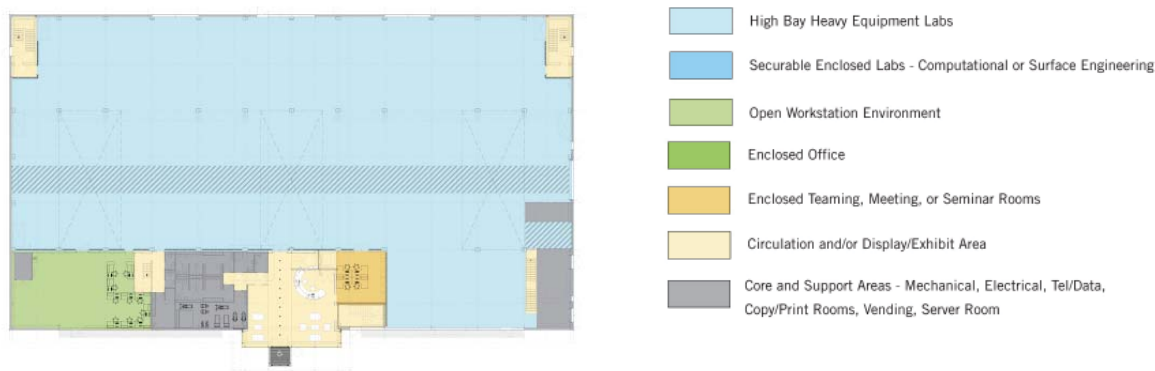 High Bay Heavy Equipment Labs
Securable Enclosed Labs - Computational or Surface Engineering
Open Workstation Environment
Enclosed Office
Enclosed Teaming, Meeting, or Seminar Rooms
Circulation and/or Display/Exhibit Area
Core and Support Areas - Mechanical, Electrical, Tel/Data,
Copy/Print Rooms, Vending, Server Room